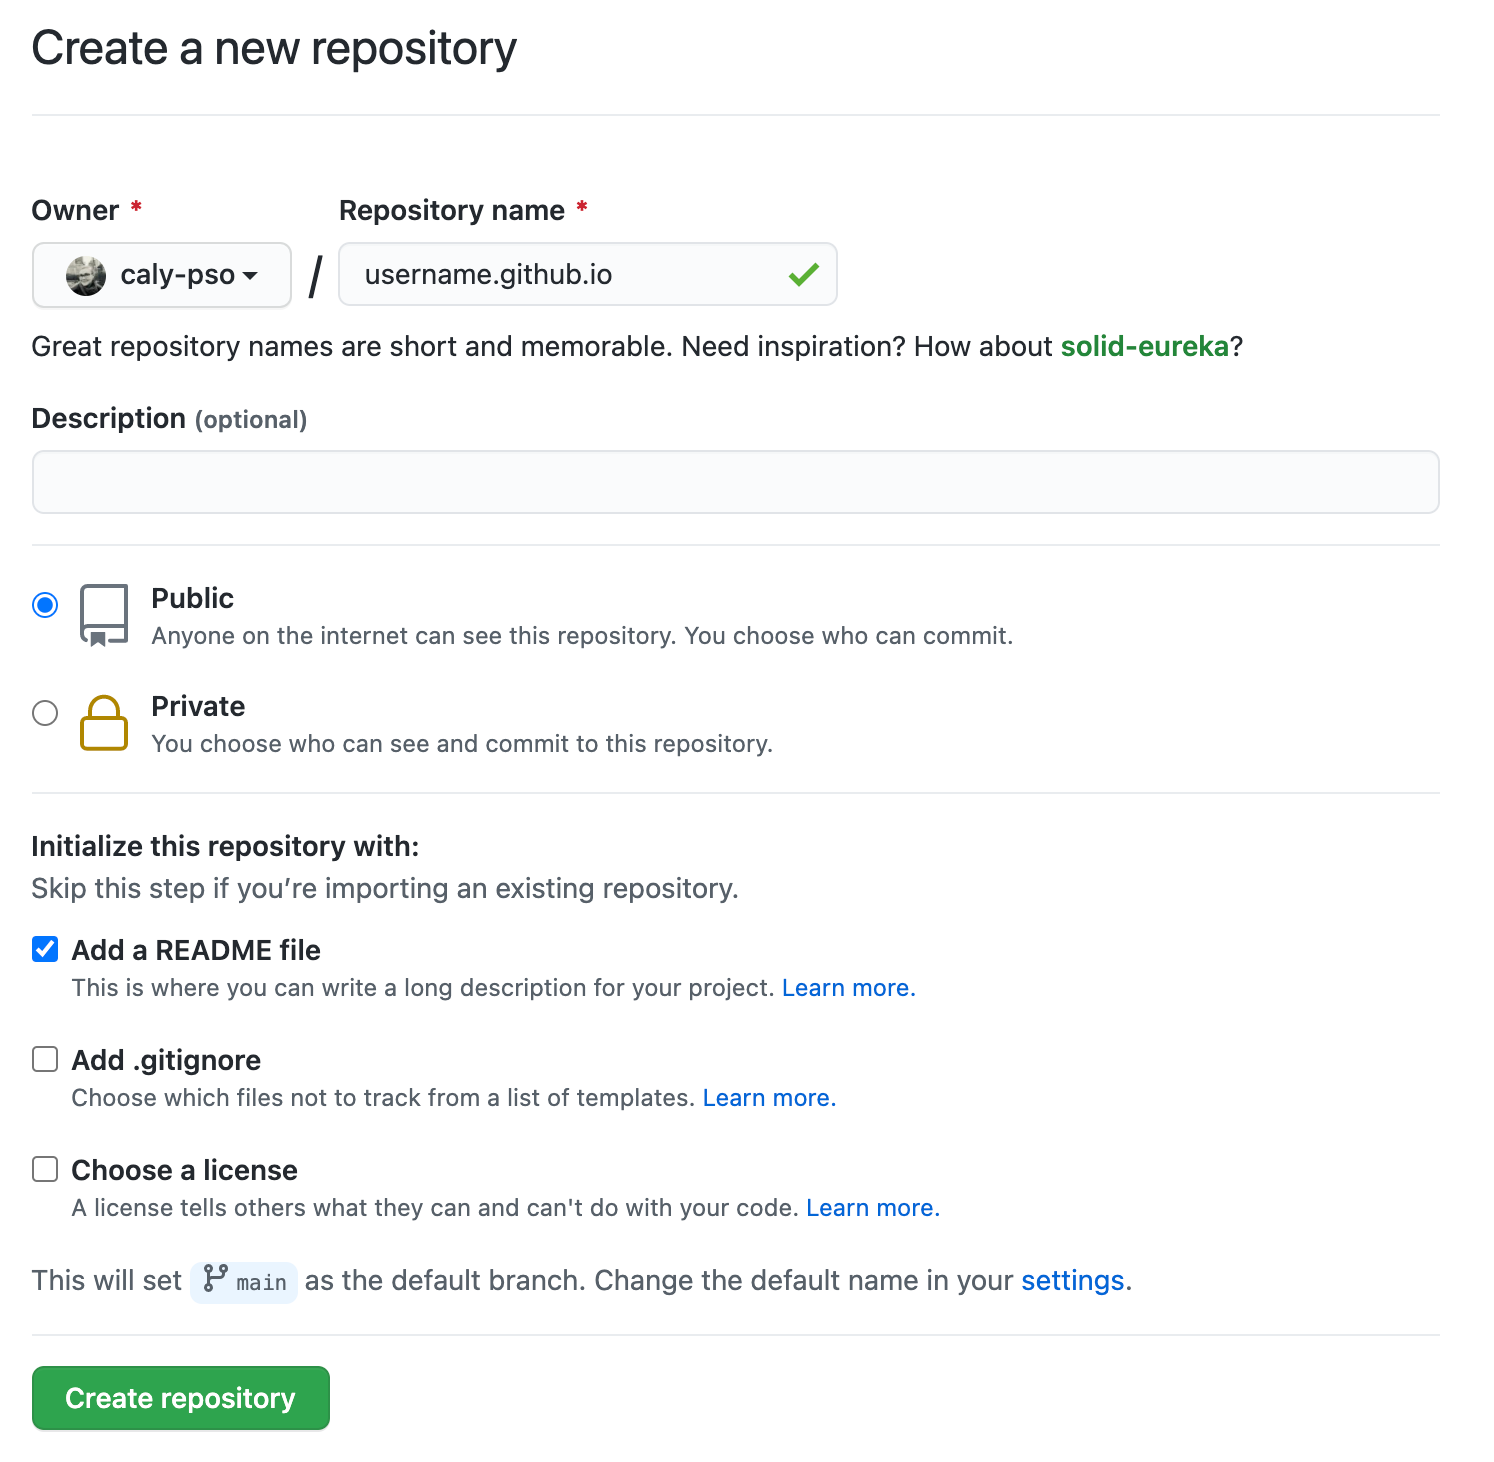 Create a new repository
Owner * Repository name *
caly-pso / username.github.io
Great repository names are short and memorable. Need inspiration? How about solid-eureka?
Description (optional)
Public
Anyone on the internet can see this repository. You choose who can commit.
Private
You choose who can see and commit to this repository.
Initialize this repository with:
Skip this step if you’re importing an existing repository.
Add a README file
This is where you can write a long description for your project. Learn more.
Add .gitignore
Choose which files not to track from a list of templates. Learn more.
Choose a license
A license tells others what they can and can't do with your code. Learn more.
This will set main as the default branch. Change the default name in your settings.
Create repository